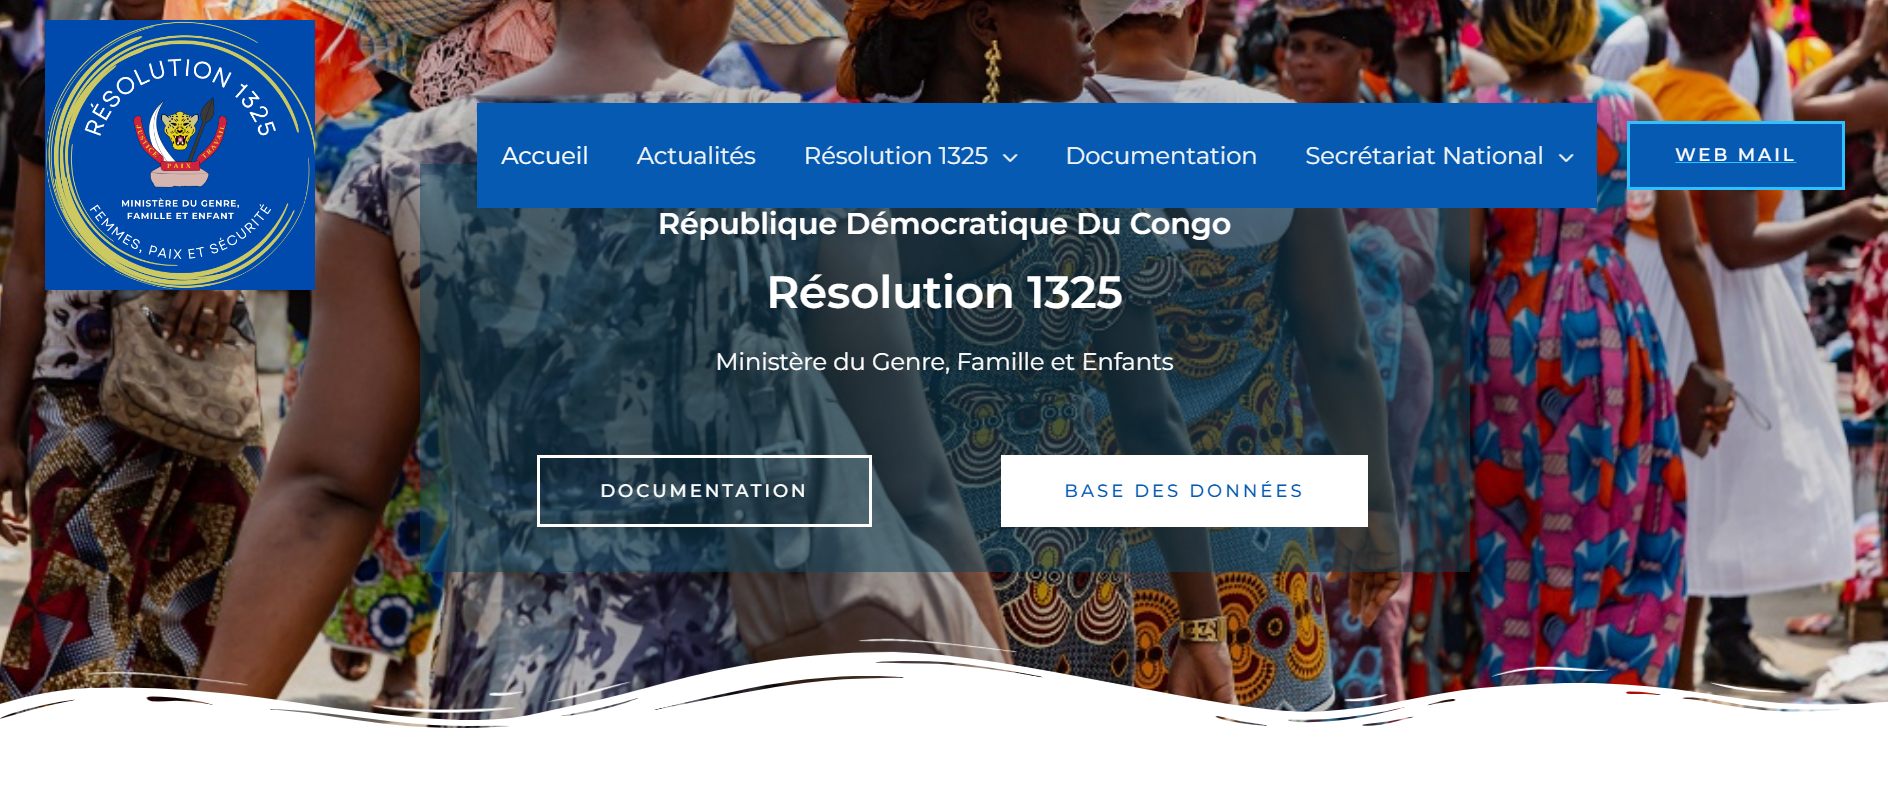 RÉSOLUTION 1325
JUSTICE PAIX TRAVAIL
MINISTÈRE DU GENRE,
FAMILLE ET ENFANT
FEMMES, PAIX ET SÉCURITÉ
Accueil Actualités Résolution 1325 Documentation Secrétariat National WEB MAIL
République Démocratique Du Congo
Résolution 1325
Ministère du Genre, Famille et Enfants
DOCUMENTATION BASE DES DONNÉES